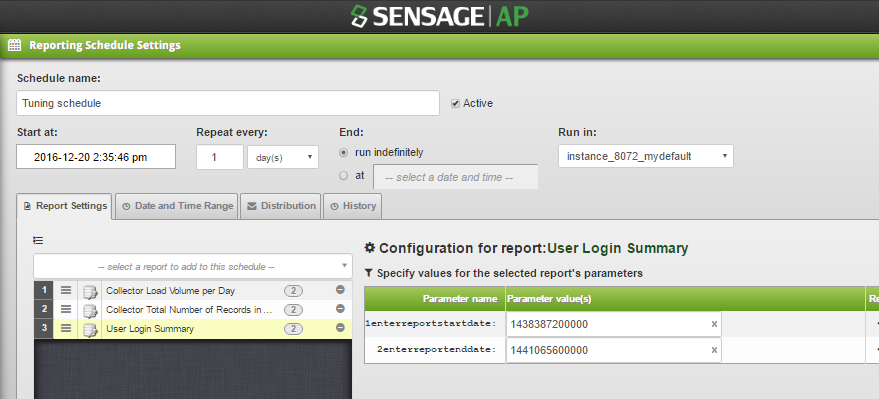 SENSAGE AP
Reporting Schedule Settings
Schedule name:
Tuning schedule
Active
Start at:
Repeat every:
End:
Run in:
2016-12-20 2:35:46 pm
1
day(s)
run indefinitely
instance_8072_mydefault
at
-- select a date and time --
Report Settings
Date and Time Range
Distribution
History
Configuration for report:User Login Summary
-- select a report to add to this schedule --
Specify values for the selected report's parameters
1 Collector Load Volume per Day 2
2 Collector Total Number of Records in ... 2
3 User Login Summary 2
Parameter name Parameter value(s)
1enterreportstartdate: 1438387200000 x
2enterreportenddate: 1441065600000 x